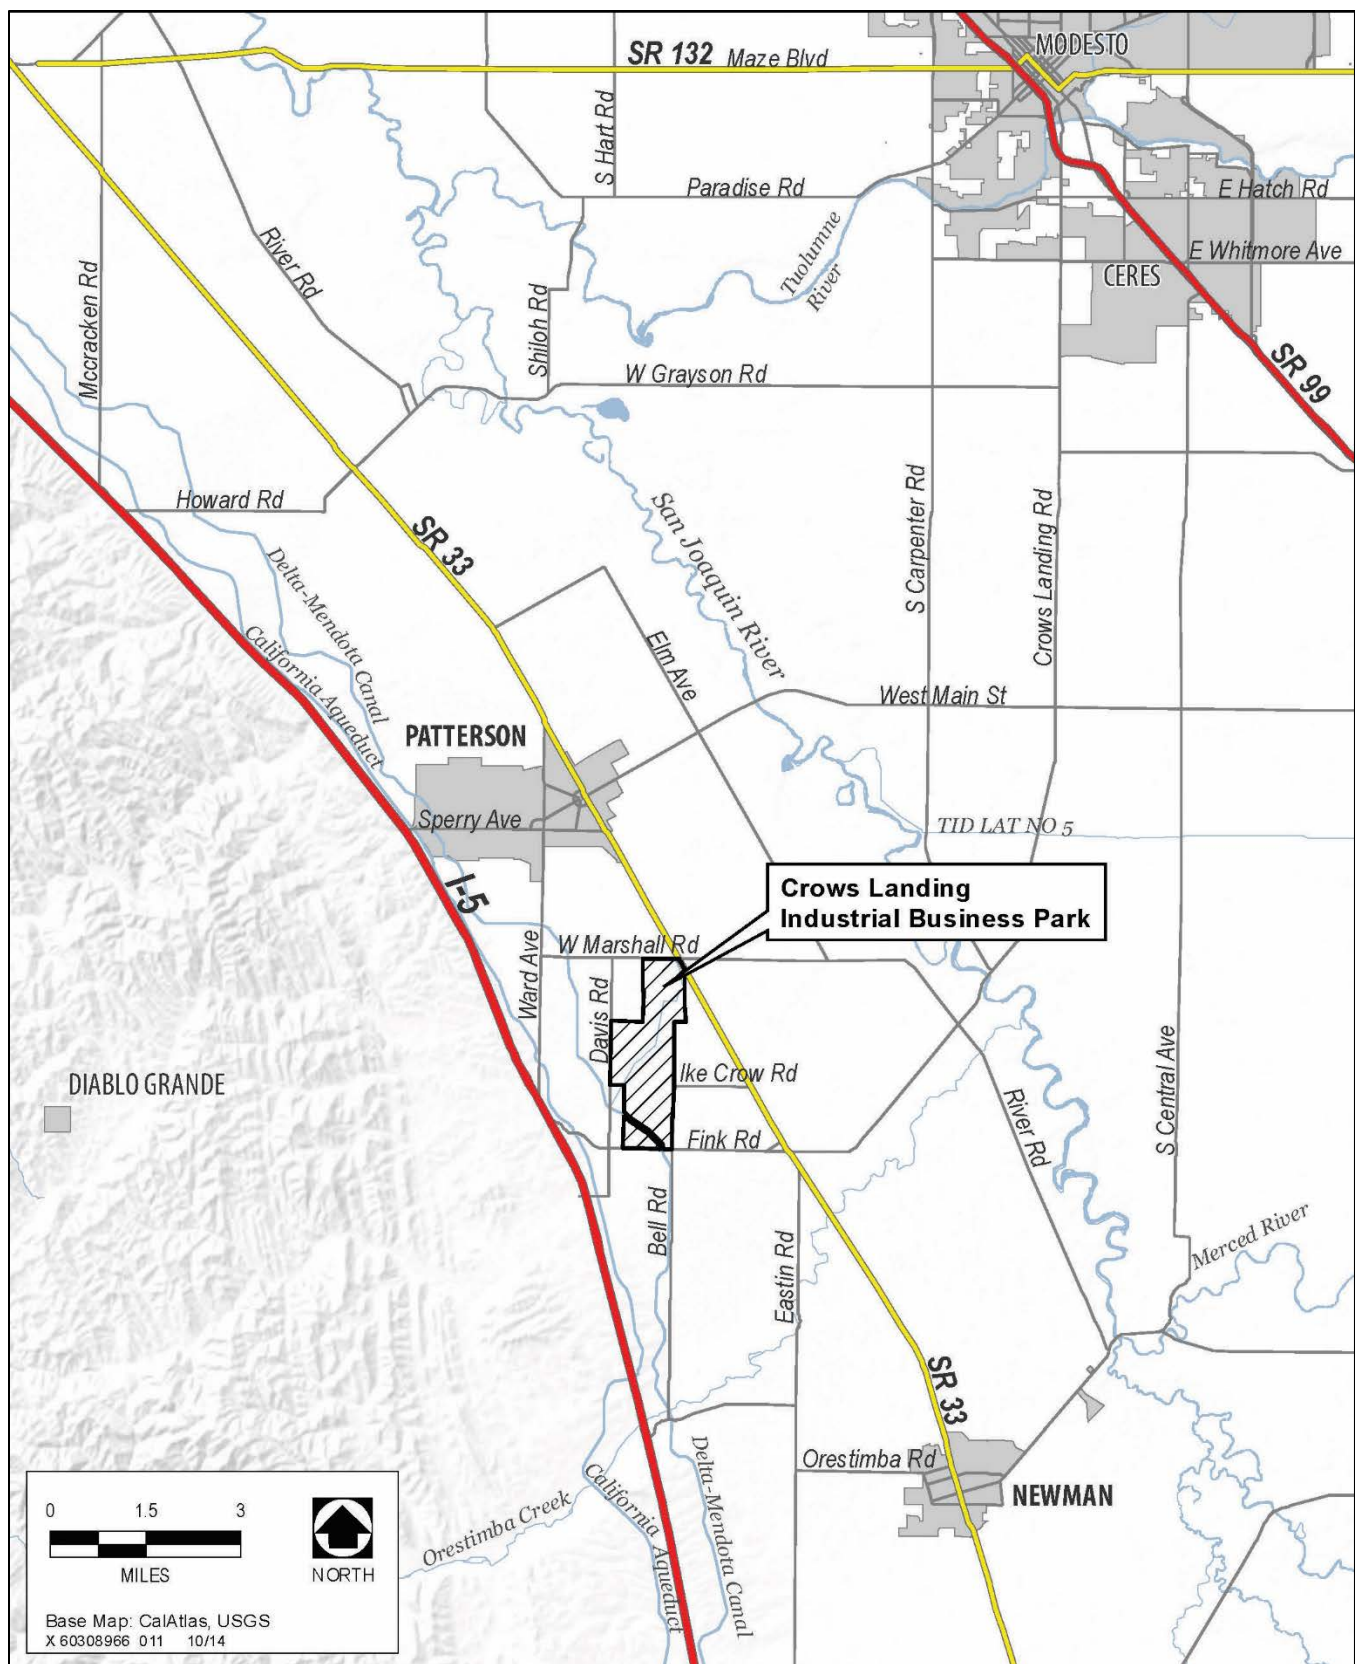 MODESTO
SR 132 Maze Blvd
S Hart Rd
Paradise Rd
E Hatch Rd
E Whitmore Ave
CERES
Tuolumne
River
River Rd
Mccracken Rd
Shiloh Rd
W Grayson Rd
SR 99
Howard Rd
SR 33
San Joaquin River
S Carpenter Rd
Crows Landing Rd
Delta-Mendota Canal
California Aqueduct
Elm Ave
West Main St
PATTERSON
Sperry Ave
TID LAT NO 5
I-5
Crows Landing
Industrial Business Park
W Marshall Rd
Ward Ave
Davis Rd
Ike Crow Rd
DIABLO GRANDE
Fink Rd
River Rd
S Central Ave
Bell Rd
Eastin Rd
Merced River
SR 33
Orestimba Rd
NEWMAN
Orestimba Creek
California Aqueduct
Delta-Mendota Canal
0 1.5 3
MILES
NORTH
Base Map: CalAtlas, USGS
X 60308966 011 10/14